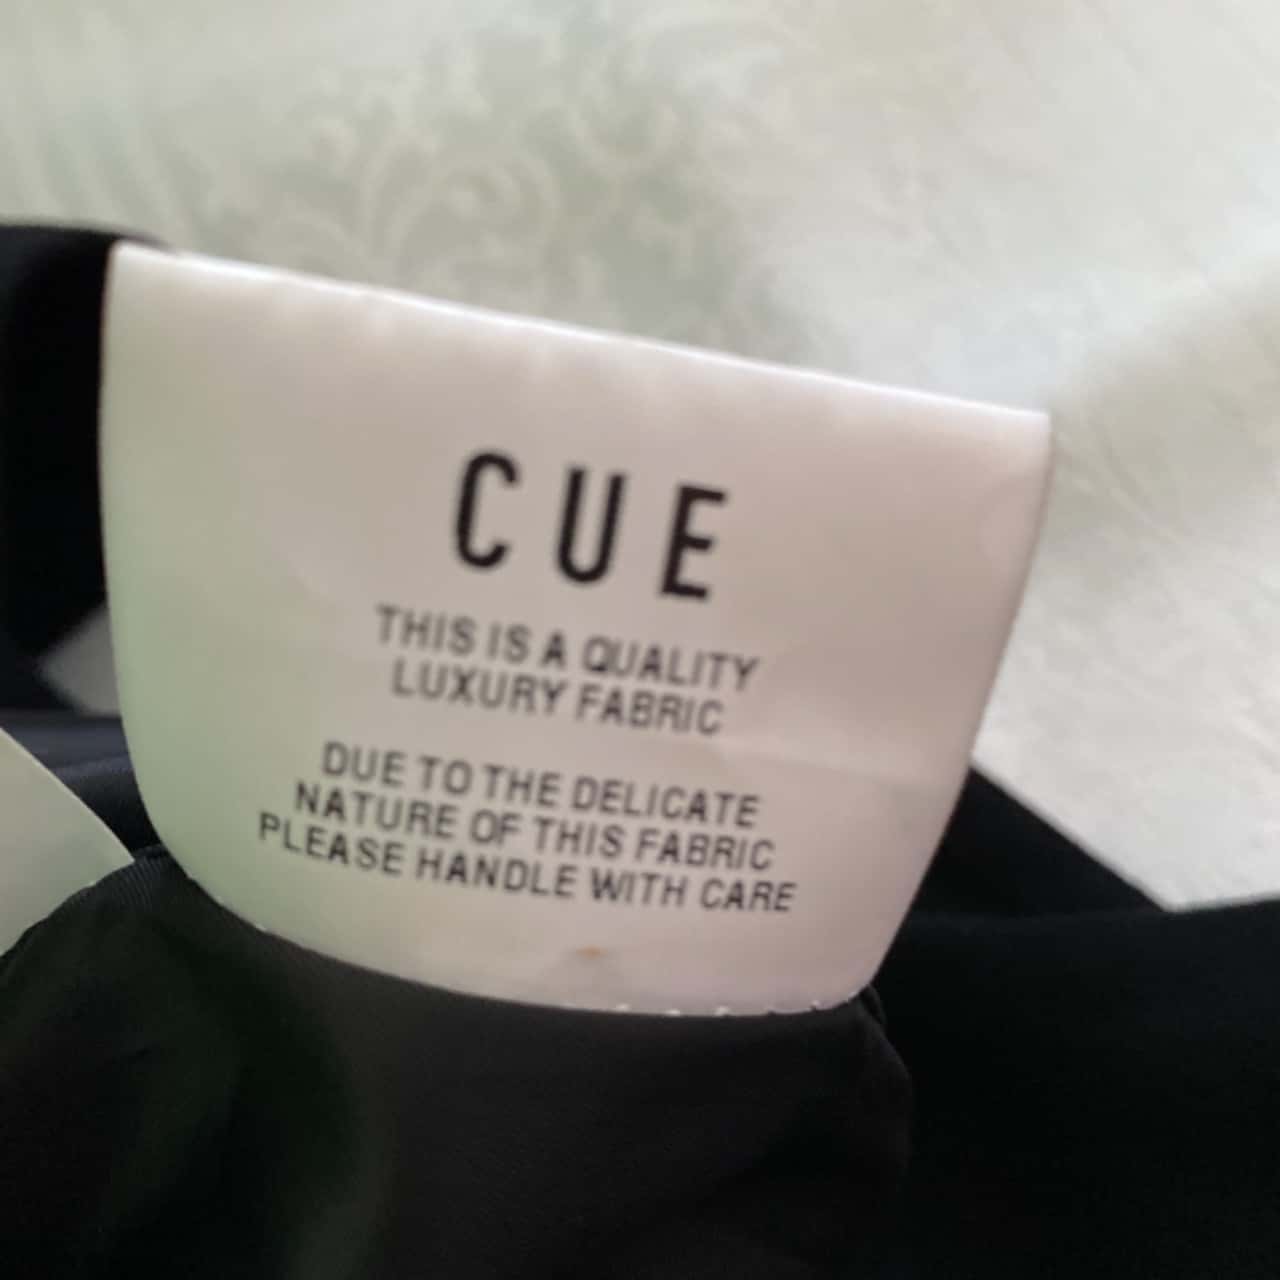 CUE
THIS IS A QUALITY
LUXURY FABRIC
DUE TO THE DELICATE
NATURE OF THIS FABRIC
PLEASE HANDLE WITH CARE